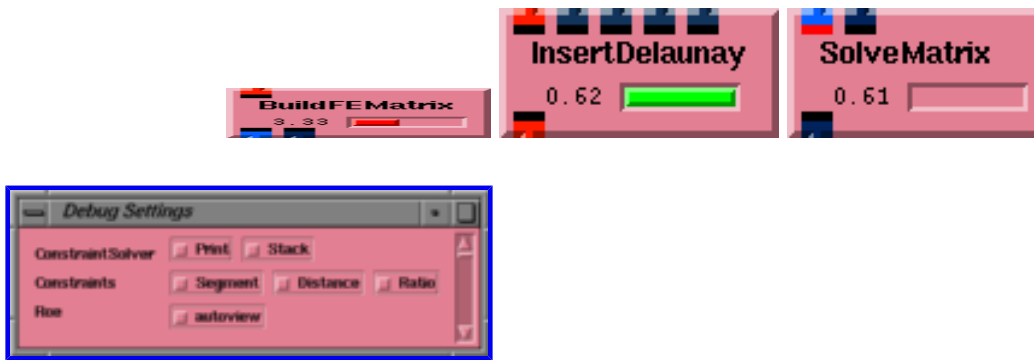 InsertDelaunay
SolveMatrix
0.62
0.61
BuildFEMatrix
3.33
Debug Settings
ConstraintSolver Print Stack
Constraints Segment Distance Ratio
Roe autoview